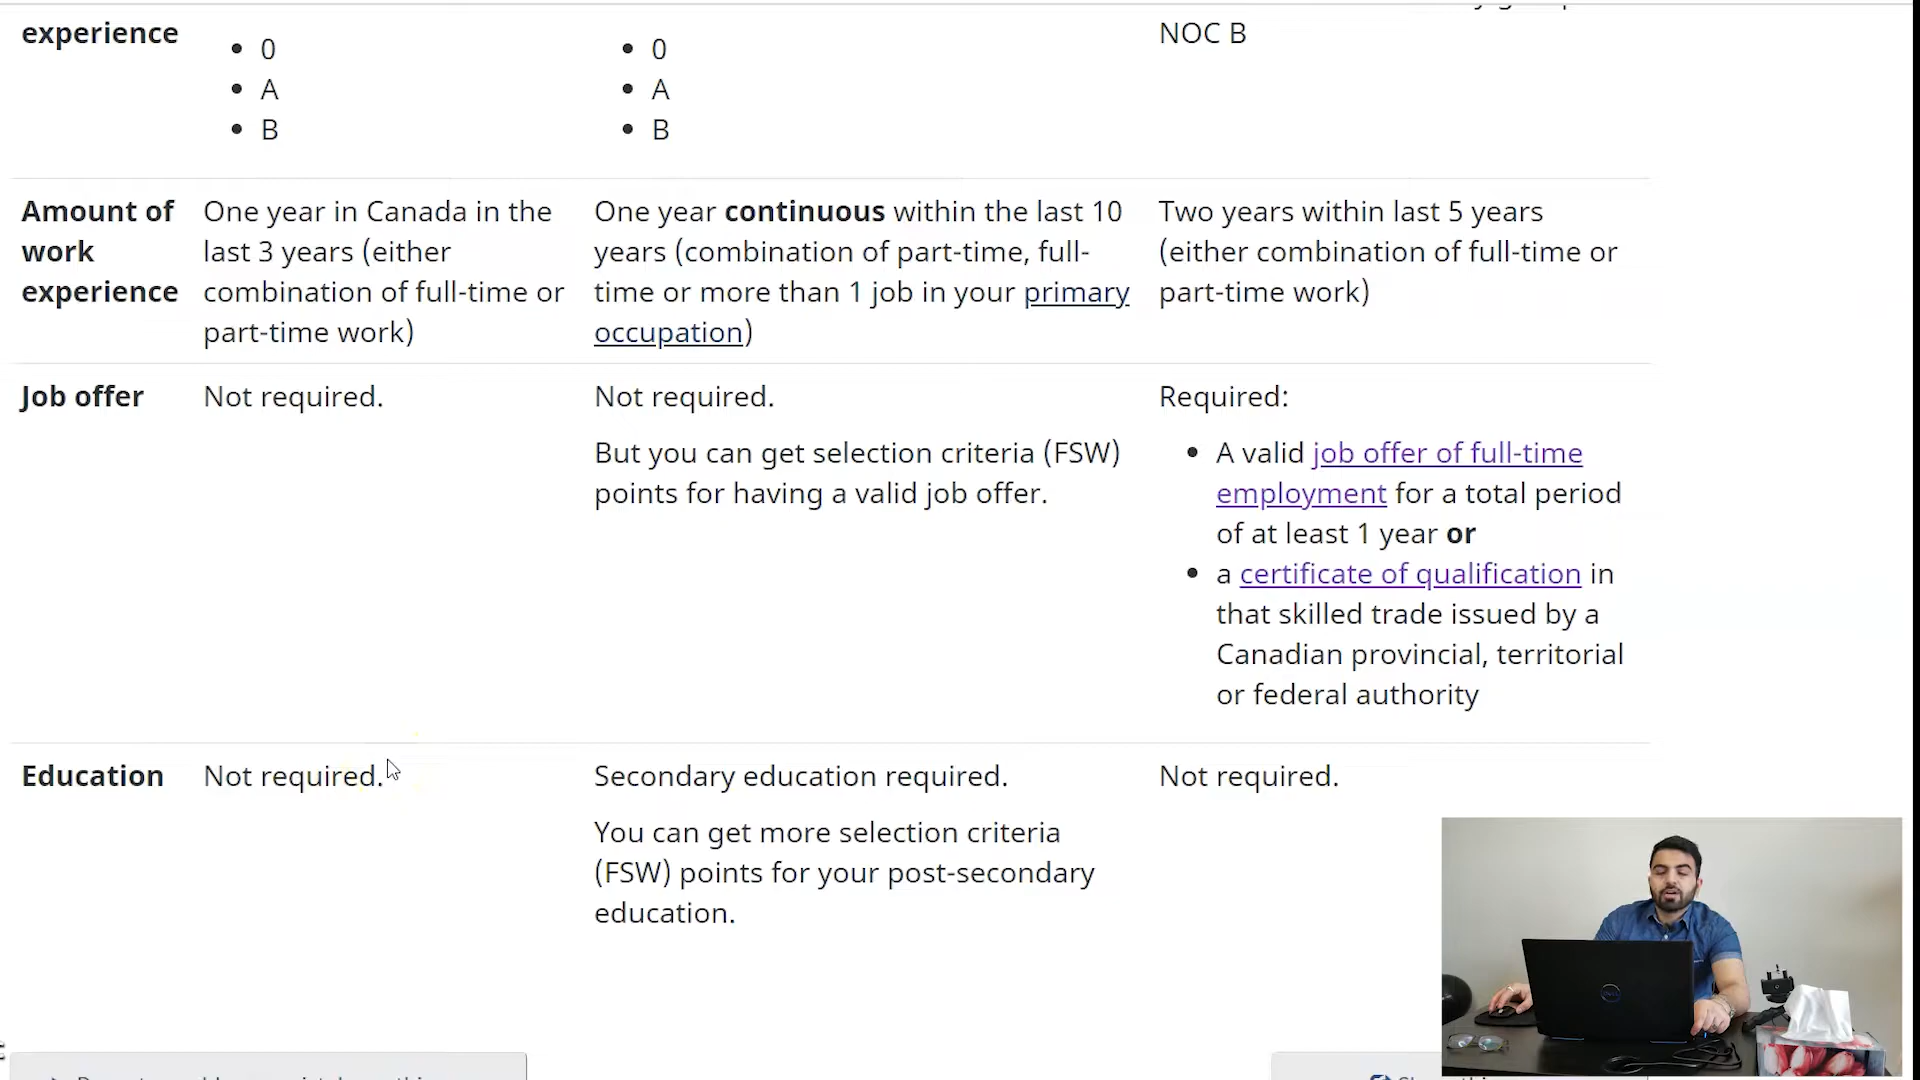 experience
0
A
B
0
A
B
NOC B
Amount of
work
experience
One year in Canada in the
last 3 years (either
combination of full-time or
part-time work)
One year continuous within the last 10
years (combination of part-time, full-
time or more than 1 job in your primary
occupation)
Two years within last 5 years
(either combination of full-time or
part-time work)
Job offer
Not required.
Not required.
But you can get selection criteria (FSW)
points for having a valid job offer.
Required:
A valid job offer of full-time
employment for a total period
of at least 1 year or
a certificate of qualification in
that skilled trade issued by a
Canadian provincial, territorial
or federal authority
Education
Not required.
Secondary education required.
You can get more selection criteria
(FSW) points for your post-secondary
education.
Not required.
DELL